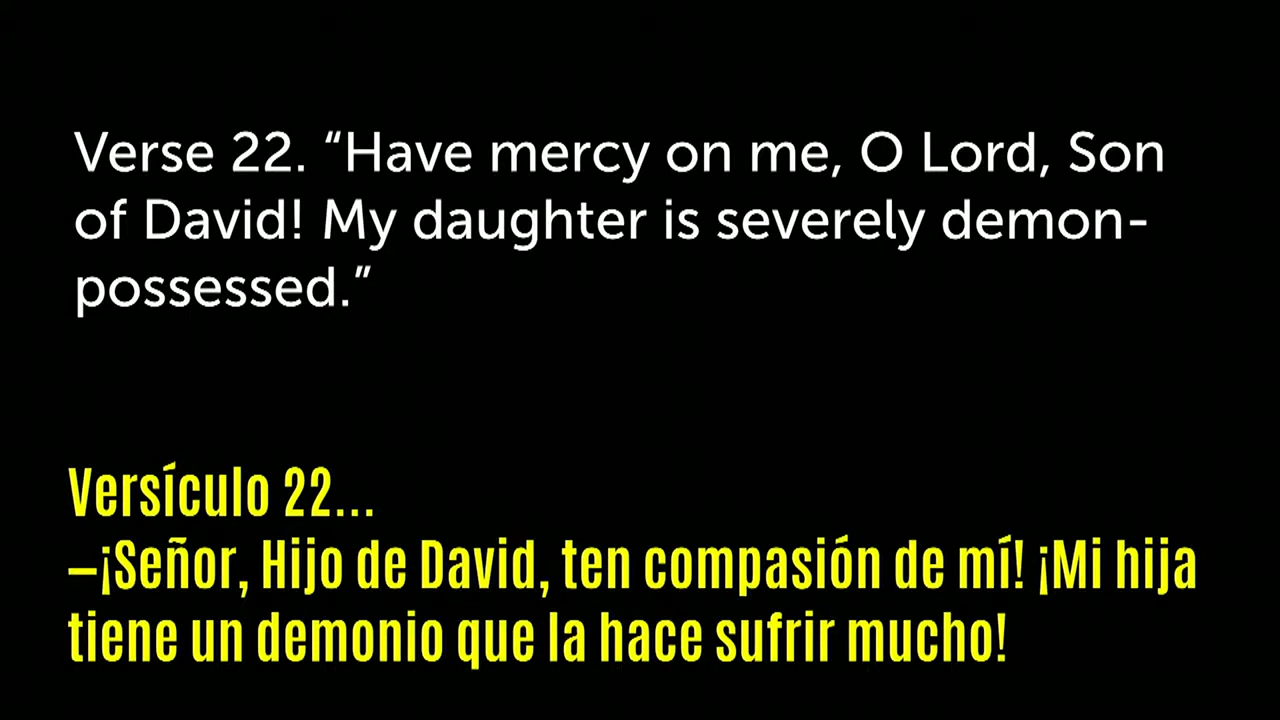 Verse 22. “Have mercy on me, O Lord, Son
of David! My daughter is severely demon-
possessed.”
Versículo 22...
–¡Señor, Hijo de David, ten compasión de mí! ¡Mi hija
tiene un demonio que la hace sufrir mucho!